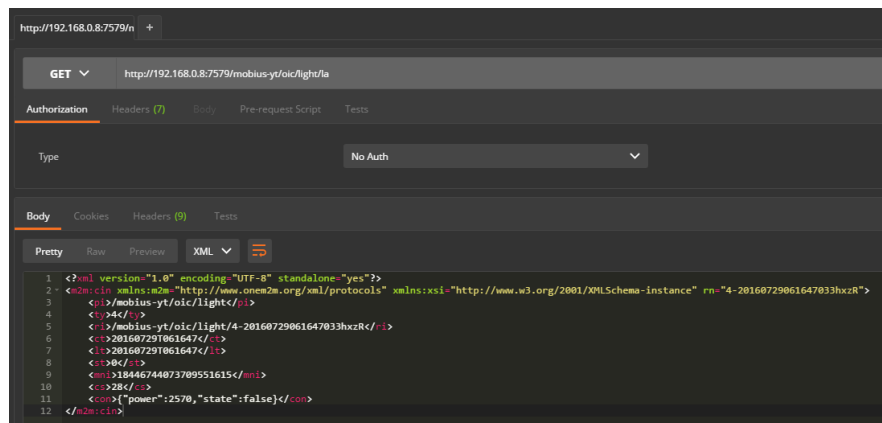 http://192.168.0.8:7579/n +
GET http://192.168.0.8:7579/mobius-yt/oic/light/la
Authorization Headers (7) Body Pre-request Script Tests
Type No Auth
Body Cookies Headers (9) Tests
Pretty Raw Preview XML
1 <?xml version="1.0" encoding="UTF-8" standalone="yes"?>
2 <m2m:cin xmlns:m2m="http://www.onem2m.org/xml/protocols" xmlns:xsi="http://www.w3.org/2001/XMLSchema-instance" rn="4-20160729061647033hxzR">
3 <pi>/mobius-yt/oic/light</pi>
4 <ty>4</ty>
5 <ri>/mobius-yt/oic/light/4-20160729061647033hxzR</ri>
6 <ct>20160729T061647</ct>
7 <lt>20160729T061647</lt>
8 <st>0</st>
9 <mni>18446744073709551615</mni>
10 <cs>28</cs>
11 <con>{"power":2570,"state":false}</con>
12 </m2m:cin>